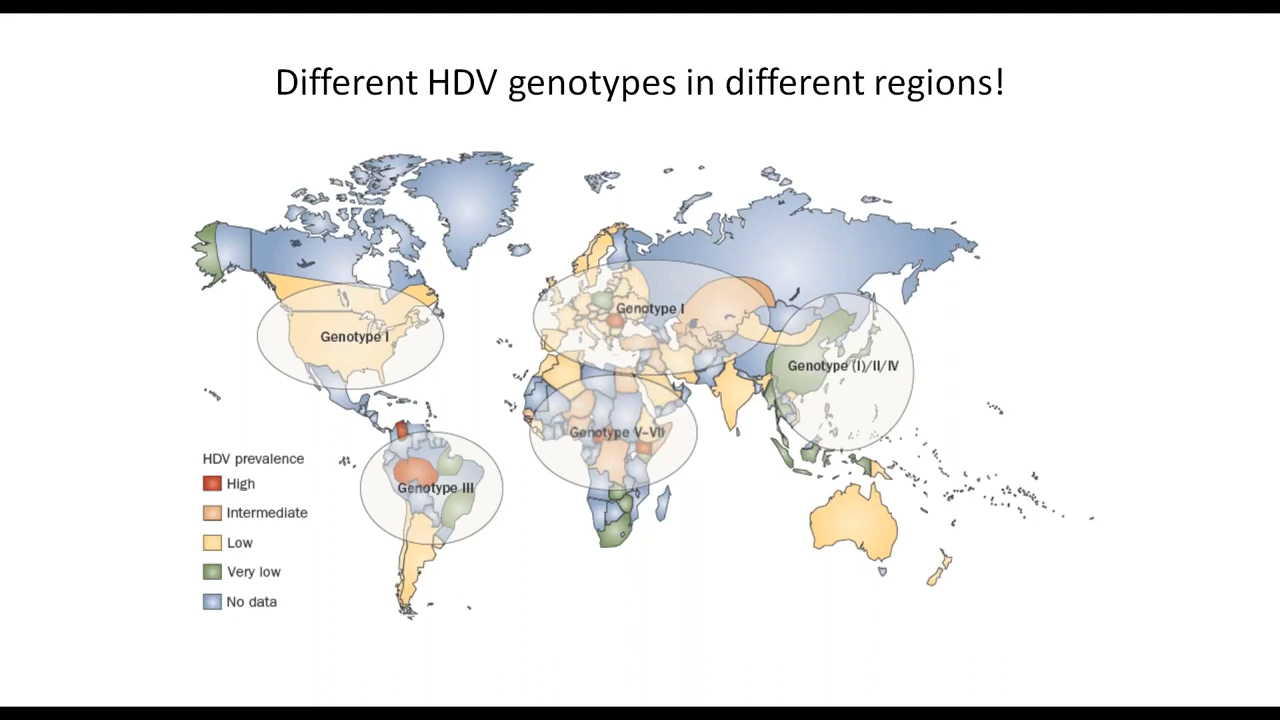 Different HDV genotypes in different regions!
Genotype I
Genotype I
Genotype (I)/II/IV
Genotype V–VII
Genotype III
HDV prevalence
High
Intermediate
Low
Very low
No data